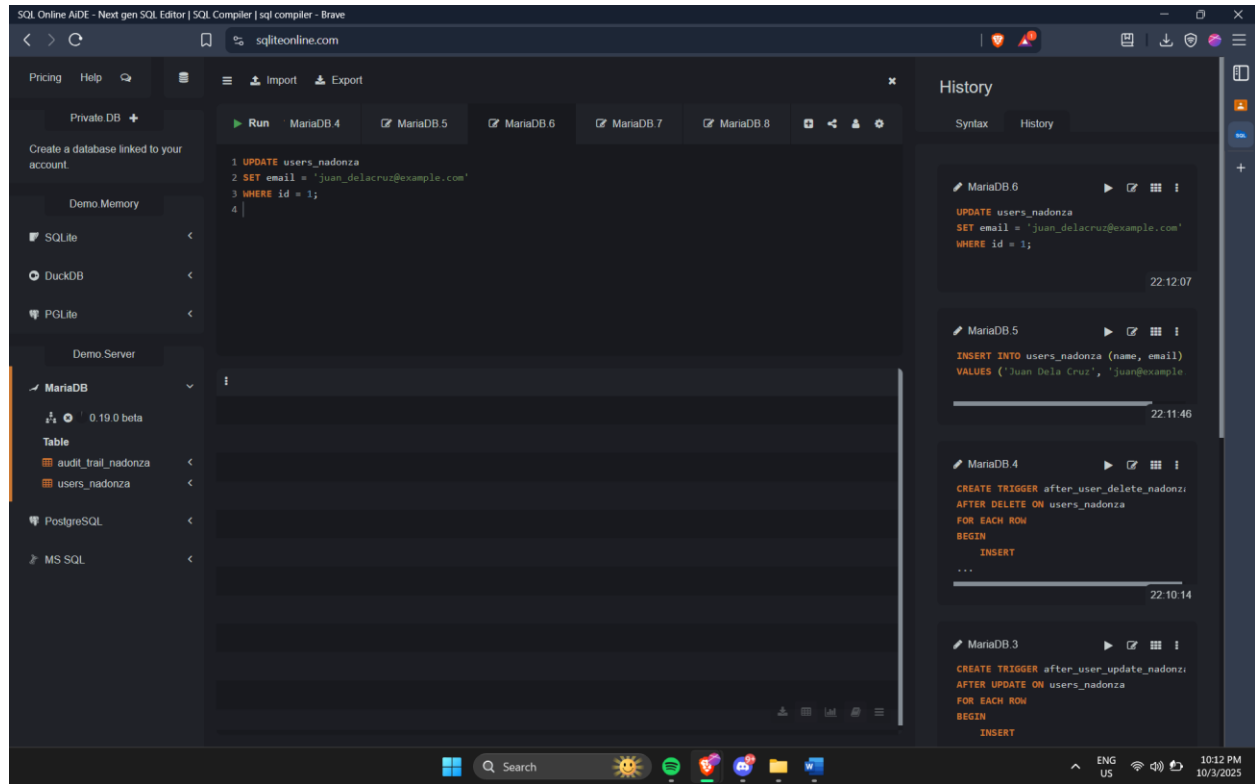 SQL Online AiDE - Next gen SQL Editor | SQL Compiler | sql compiler - Brave
sqliteonline.com
Pricing Help
Import Export
History
Private.DB
Create a database linked to your
account.
Demo.Memory
SQLite
DuckDB
PGLite
Demo.Server
MariaDB
0.19.0 beta
Table
audit_trail_nadonza
users_nadonza
PostgreSQL
MS SQL
Run MariaDB.4 MariaDB.5 MariaDB.6 MariaDB.7 MariaDB.8
1 UPDATE users_nadonza
2 SET email = 'juan_delacruz@example.com'
3 WHERE id = 1;
4
Syntax History
MariaDB.6
UPDATE users_nadonza
SET email = 'juan_delacruz@example.com'
WHERE id = 1;
22:12:07
MariaDB.5
INSERT INTO users_nadonza (name, email)
VALUES ('Juan Dela Cruz', 'juan@example
22:11:46
MariaDB.4
CREATE TRIGGER after_user_delete_nadonza
AFTER DELETE ON users_nadonza
FOR EACH ROW
BEGIN
INSERT
...
22:10:14
MariaDB.3
CREATE TRIGGER after_user_update_nadonza
AFTER UPDATE ON users_nadonza
FOR EACH ROW
BEGIN
INSERT
SQL
Search
ENG
US
10:12 PM
10/3/2025